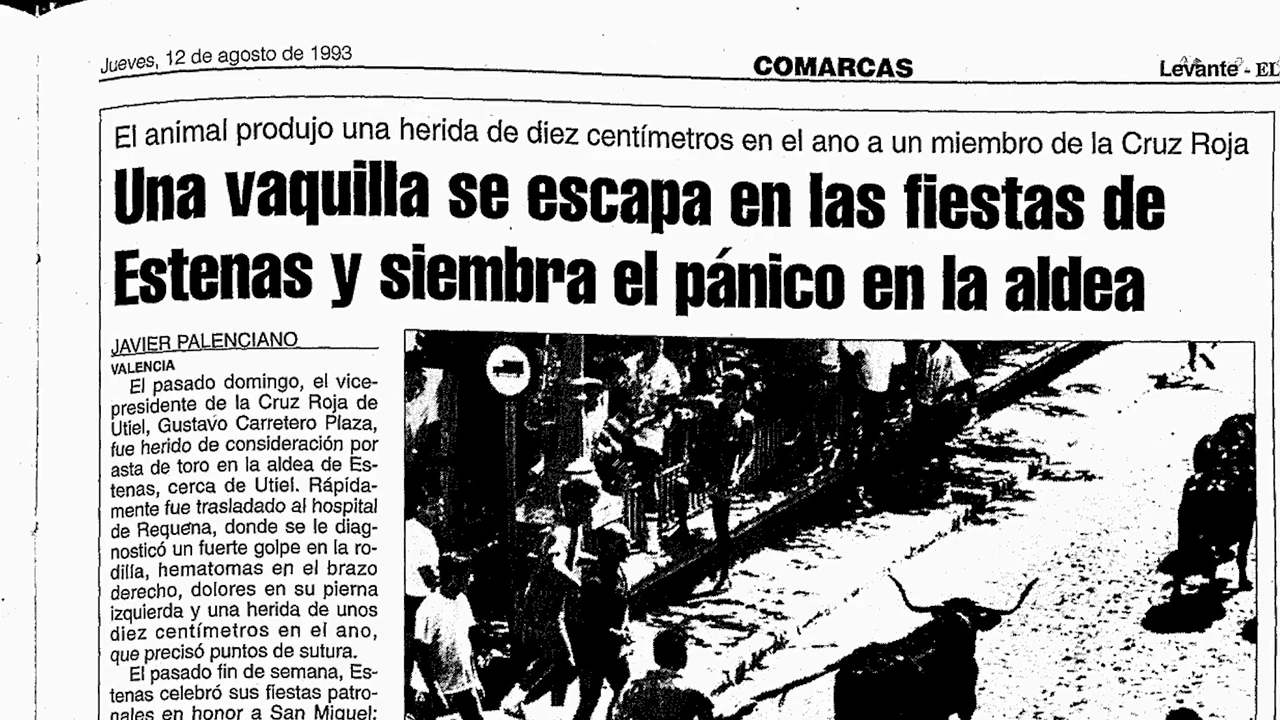 Jueves, 12 de agosto de 1993
COMARCAS
Levante - EL
El animal produjo una herida de diez centímetros en el ano a un miembro de la Cruz Roja
Una vaquilla se escapa en las fiestas de
Estenas y siembra el pánico en la aldea
JAVIER PALENCIANO
VALENCIA
El pasado domingo, el vice-
presidente de la Cruz Roja de
Utiel, Gustavo Carretero Plaza,
fue herido de consideración por
asta de toro en la aldea de Es-
tenas, cerca de Utiel. Rápida-
mente fue trasladado al hospital
de Requena, donde se le diag-
nosticó un fuerte golpe en la ro-
dilla, hematomas en el brazo
derecho, dolores en su pierna
izquierda y una herida de unos
diez centímetros en el ano,
que precisó puntos de sutura.
El pasado fin de semana, Es-
tenas celebró sus fiestas patro-
nales en honor a San Miguel;